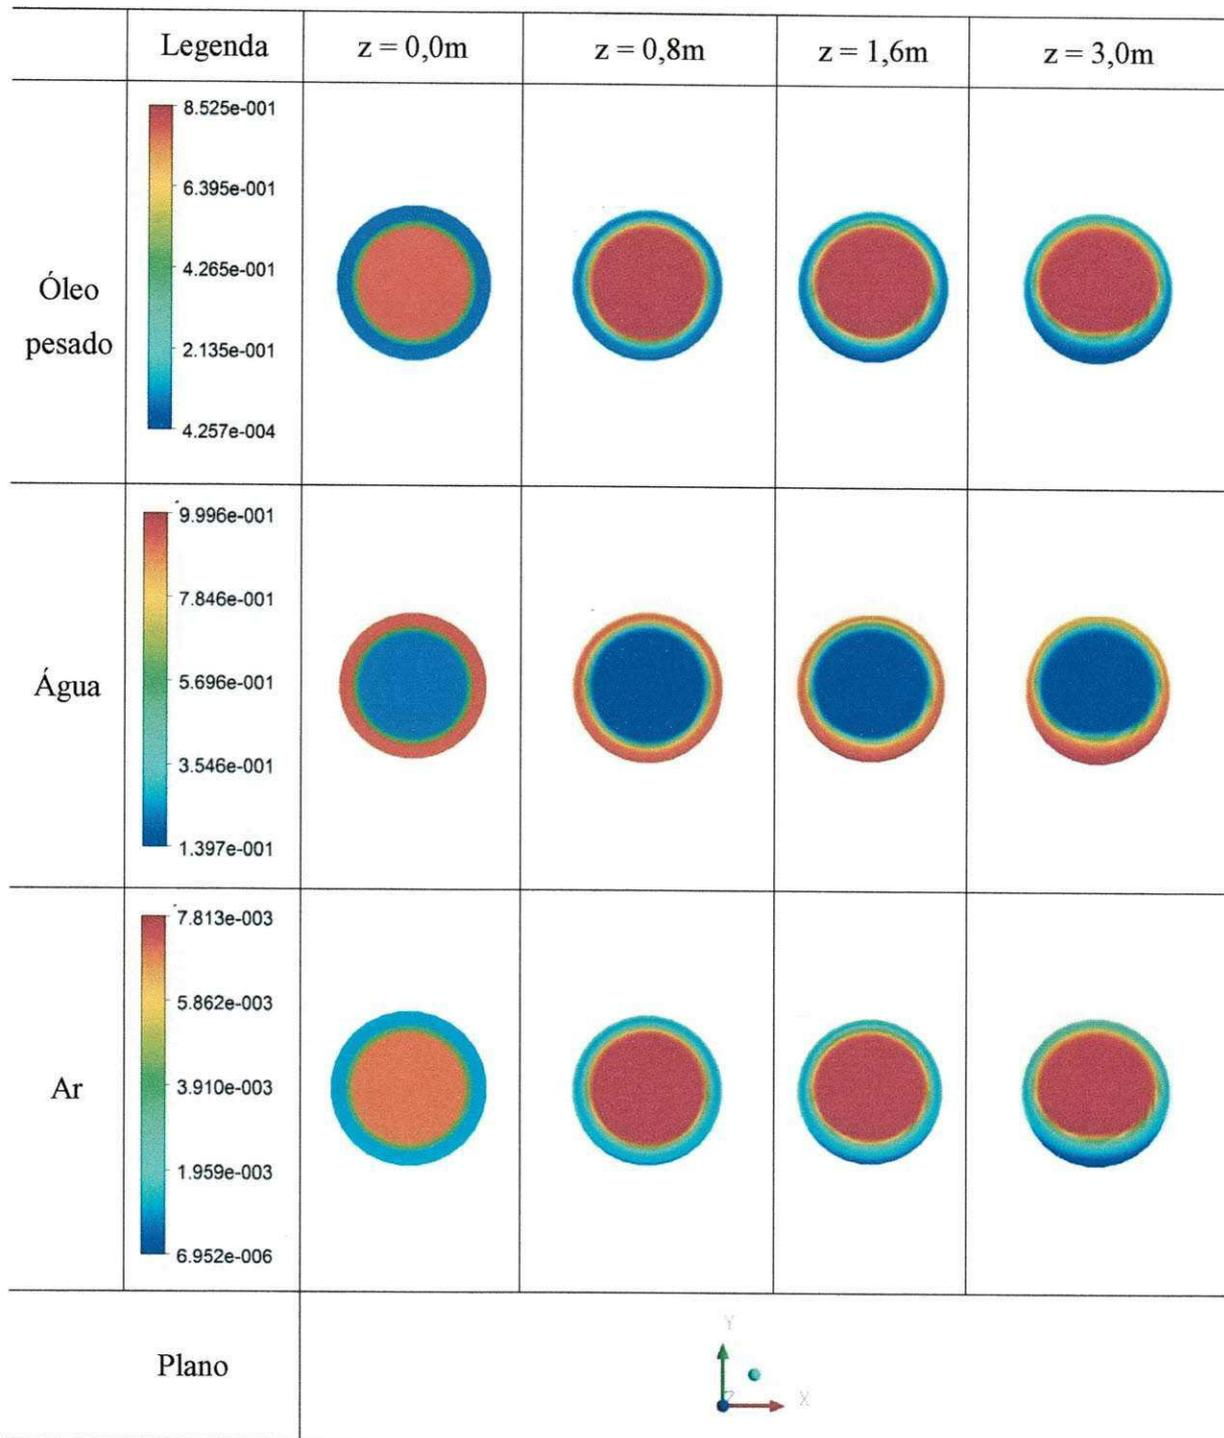 Legenda
z = 0,0m
z = 0,8m
z = 1,6m
z = 3,0m
Óleo
pesado
8.525e-001
6.395e-001
4.265e-001
2.135e-001
4.257e-004
Água
9.996e-001
7.846e-001
5.696e-001
3.546e-001
1.397e-001
Ar
7.813e-003
5.862e-003
3.910e-003
1.959e-003
6.952e-006
Plano
Y
Z
X